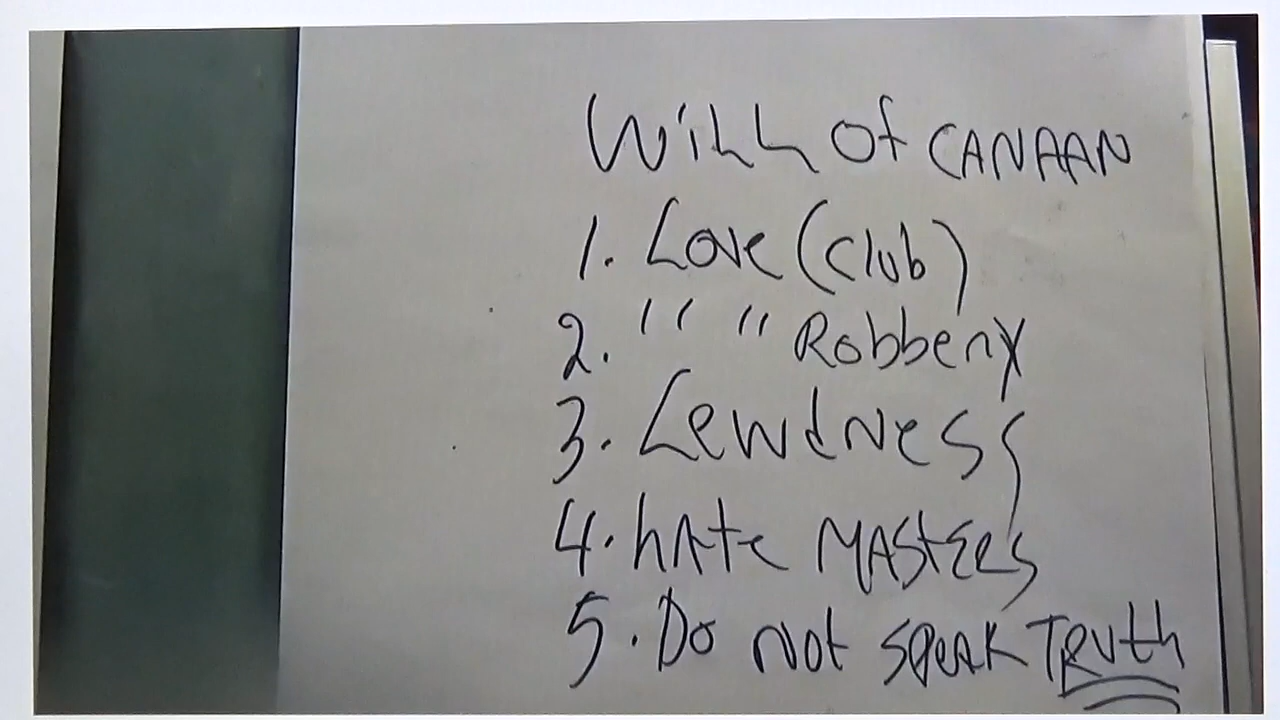 Will Of CANAAN
1. Love (club)
2. " " Robbery
3. Lewdness
4. hAte MAStERs
5. Do not SpeAk TRUth